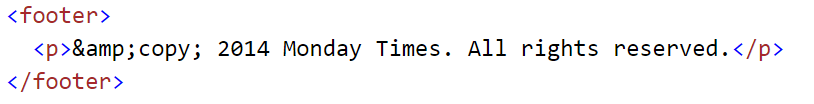 <footer>
  <p>&amp;copy; 2014 Monday Times. All rights reserved.</p>
</footer>